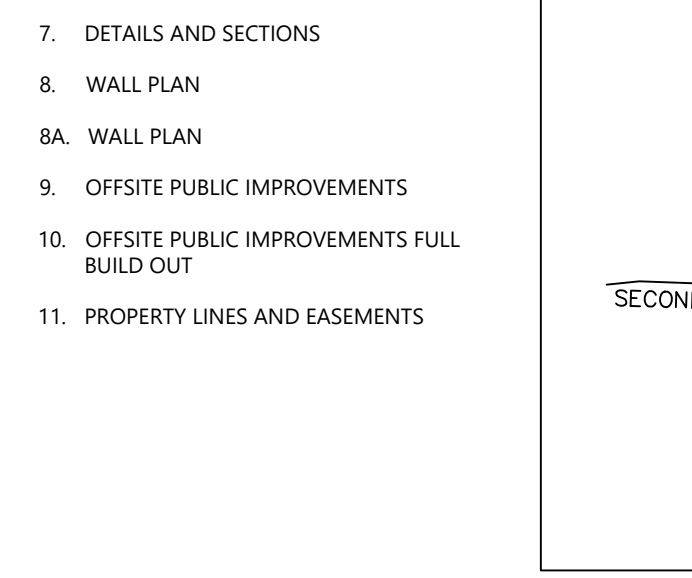 7. DETAILS AND SECTIONS
8. WALL PLAN
8A. WALL PLAN
9. OFFSITE PUBLIC IMPROVEMENTS
10. OFFSITE PUBLIC IMPROVEMENTS FULL
BUILD OUT
11. PROPERTY LINES AND EASEMENTS